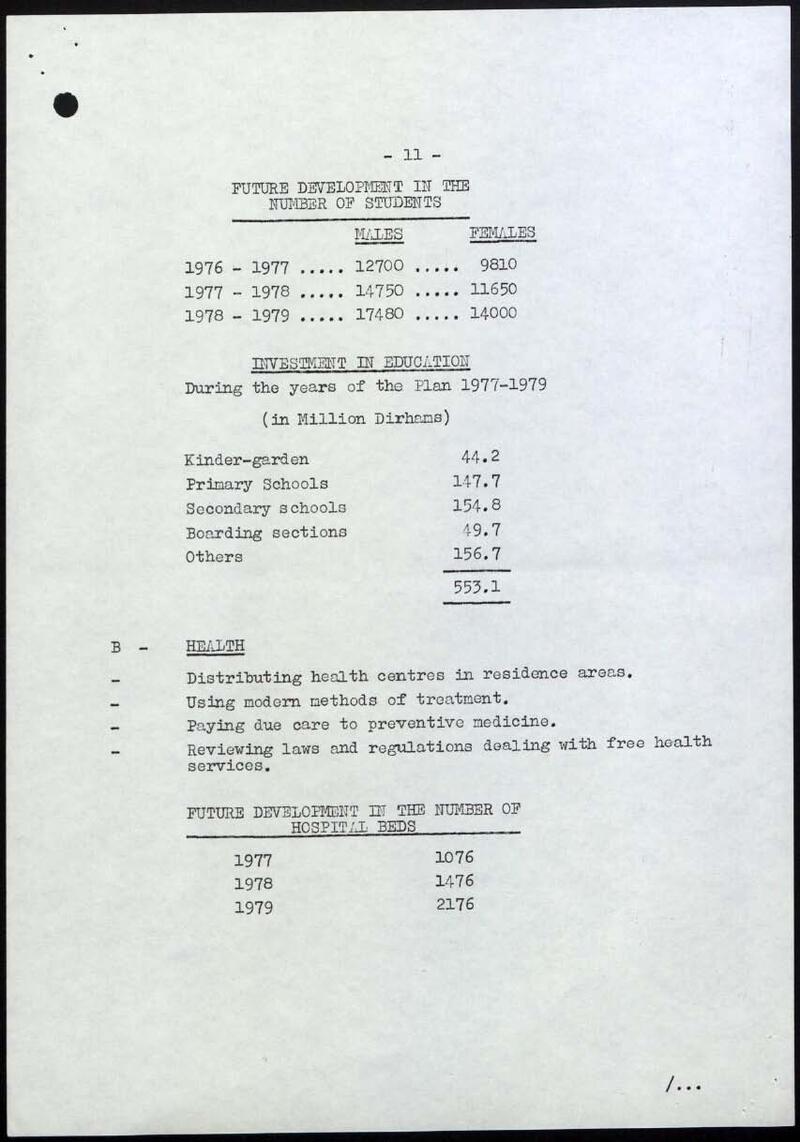 - 11 -
FUTURE DEVELOPMENT IN THE
NUMBER OF STUDENTS
MALES FEMALES
1976 - 1977 ..... 12700 ..... 9810
1977 - 1978 ..... 14750 ..... 11650
1978 - 1979 ..... 17480 ..... 14000
INVESTMENT IN EDUCATION
During the years of the Plan 1977-1979
(in Million Dirhams)
Kinder-garden 44.2
Primary Schools 147.7
Secondary schools 154.8
Boarding sections 49.7
Others 156.7
553.1
B - HEALTH
- Distributing health centres in residence areas.
- Using modern methods of treatment.
- Paying due care to preventive medicine.
- Reviewing laws and regulations dealing with free health
services.
FUTURE DEVELOPMENT IN THE NUMBER OF
HOSPITAL BEDS
1977 1076
1978 1476
1979 2176
/...